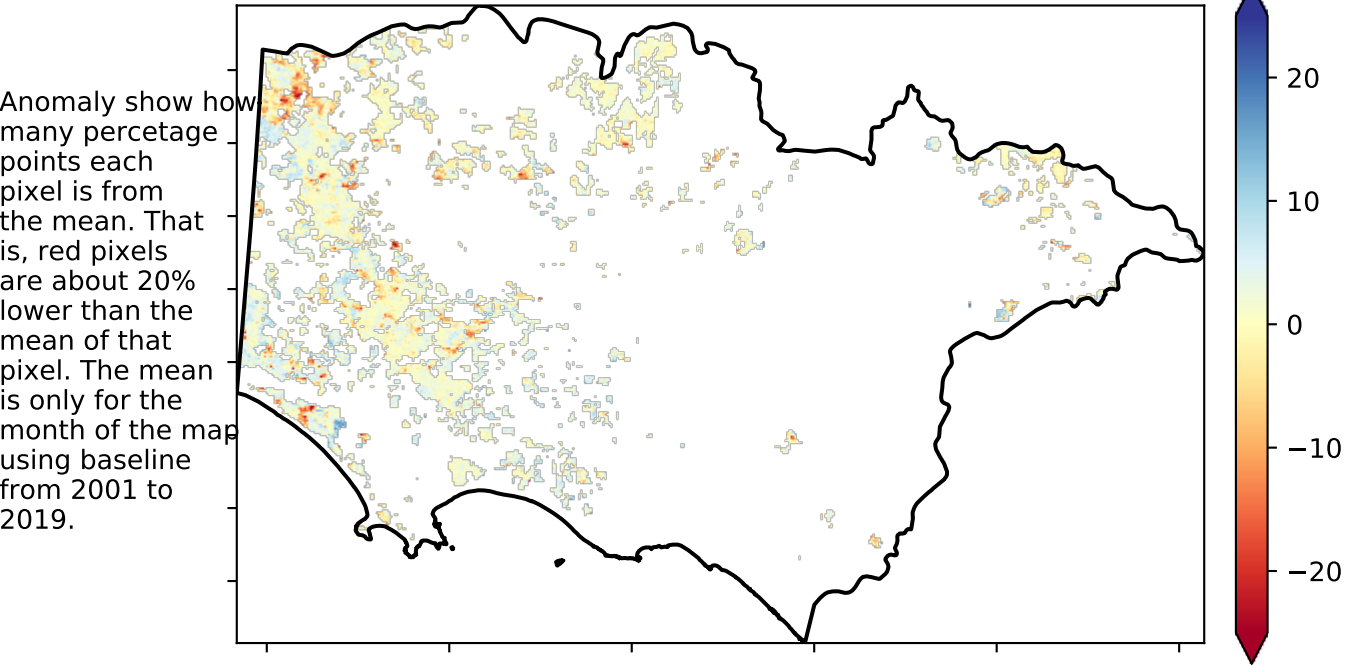 Anomaly show how
many percetage
points each
pixel is from
the mean. That
is, red pixels
are about 20%
lower than the
mean of that
pixel. The mean
is only for the
month of the map
using baseline
from 2001 to
2019.
20
10
0
−10
−20